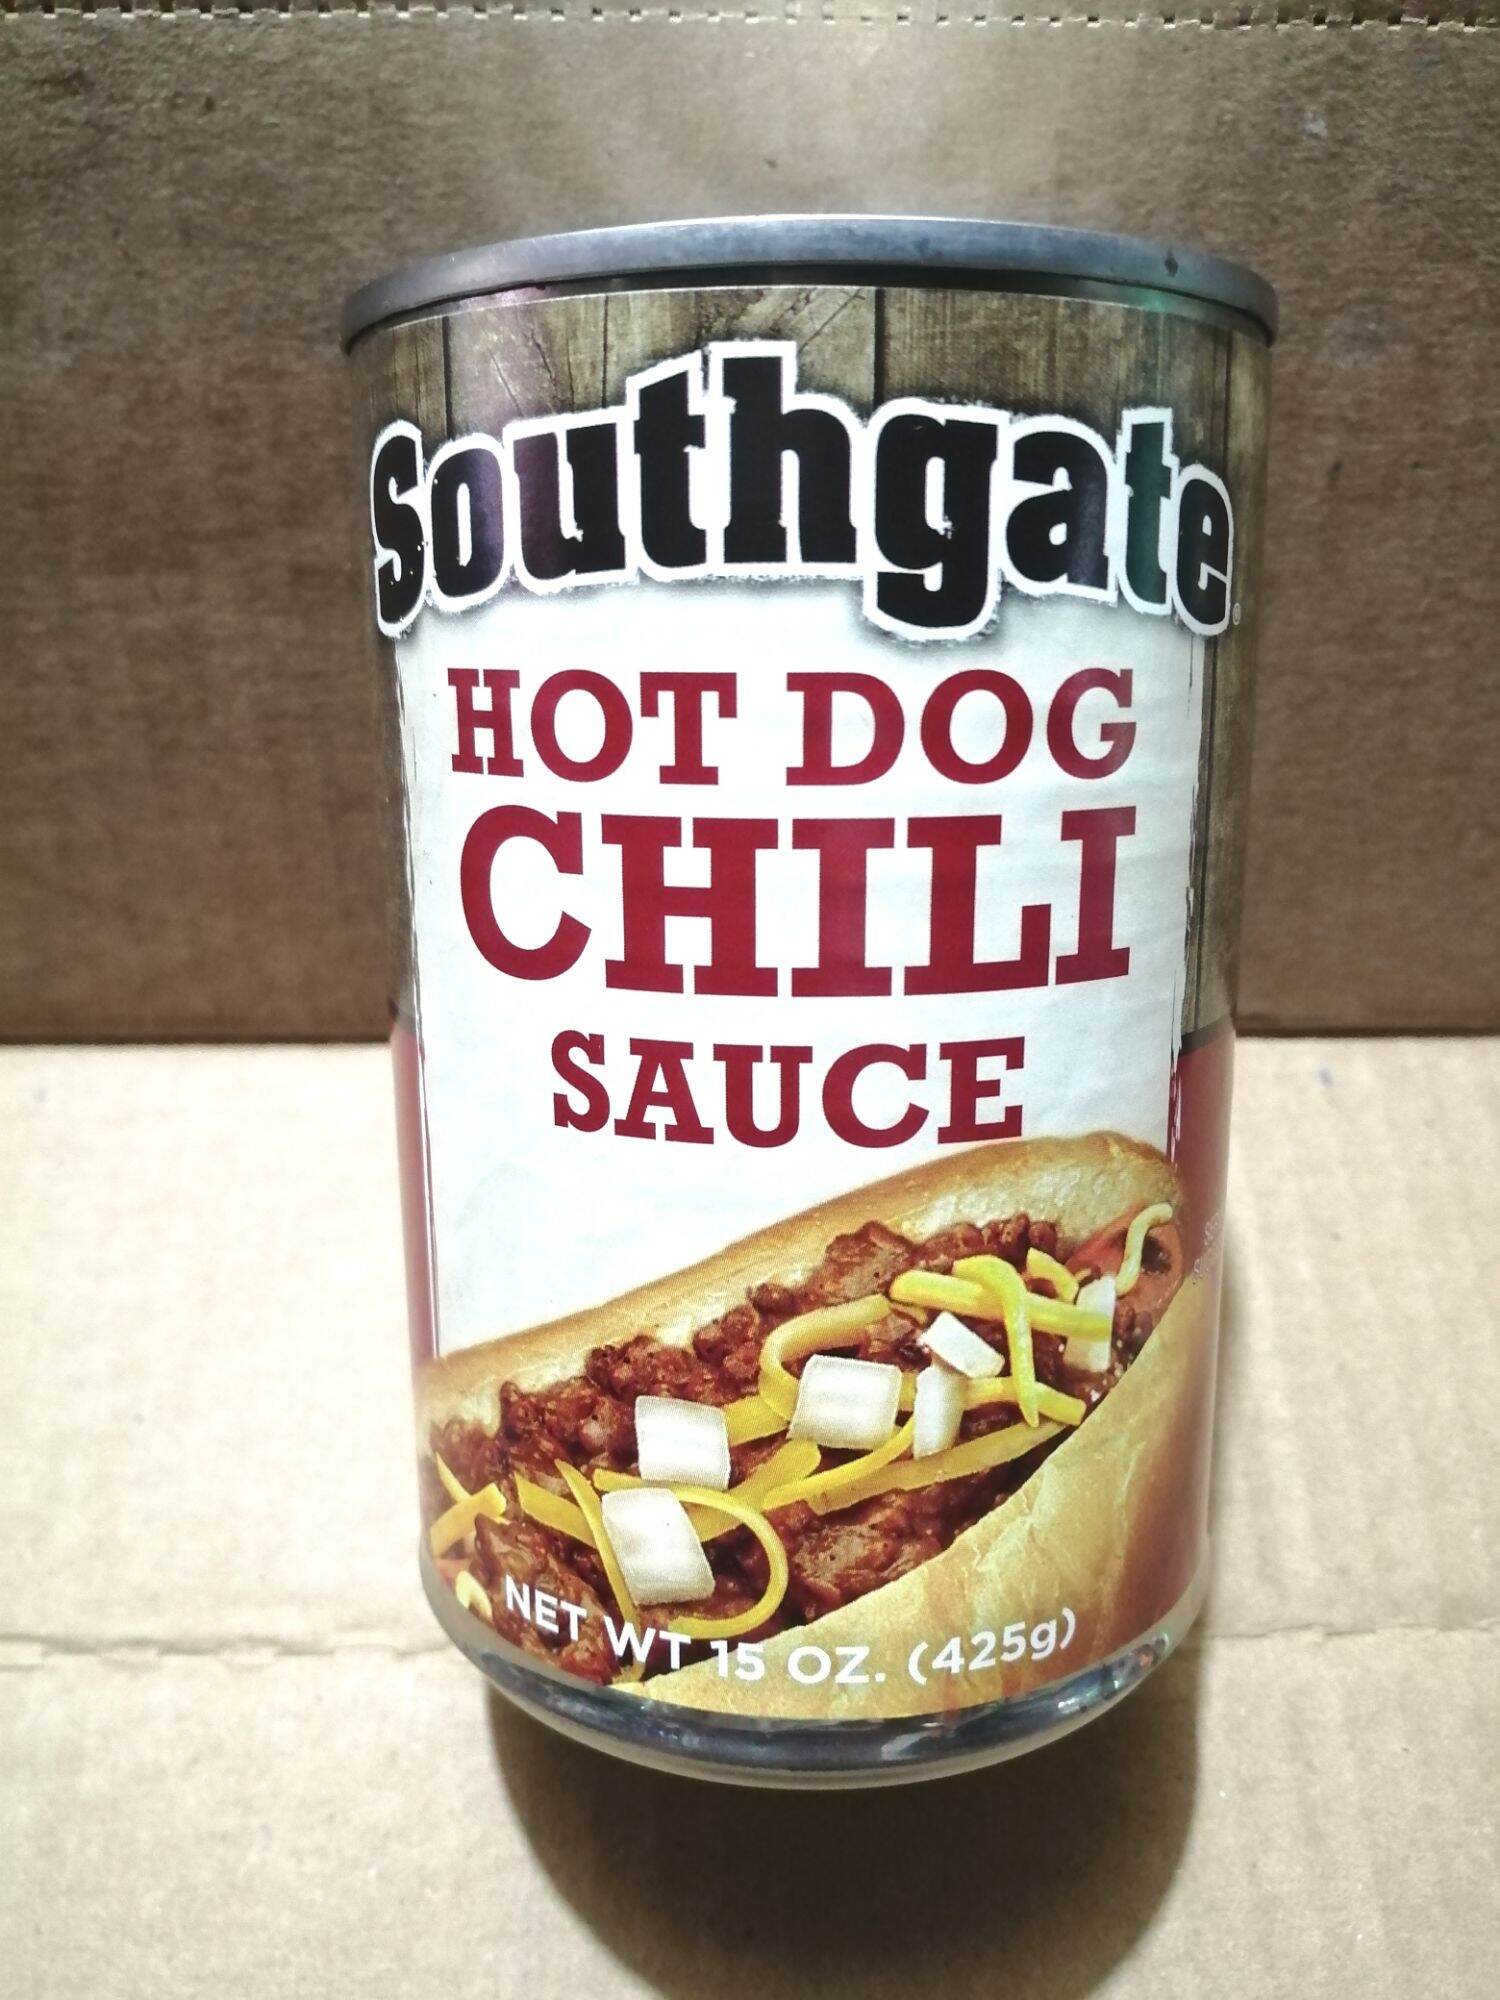 Southgate®
HOT DOG
CHILI
SAUCE
NET WT 15 OZ. (425g)